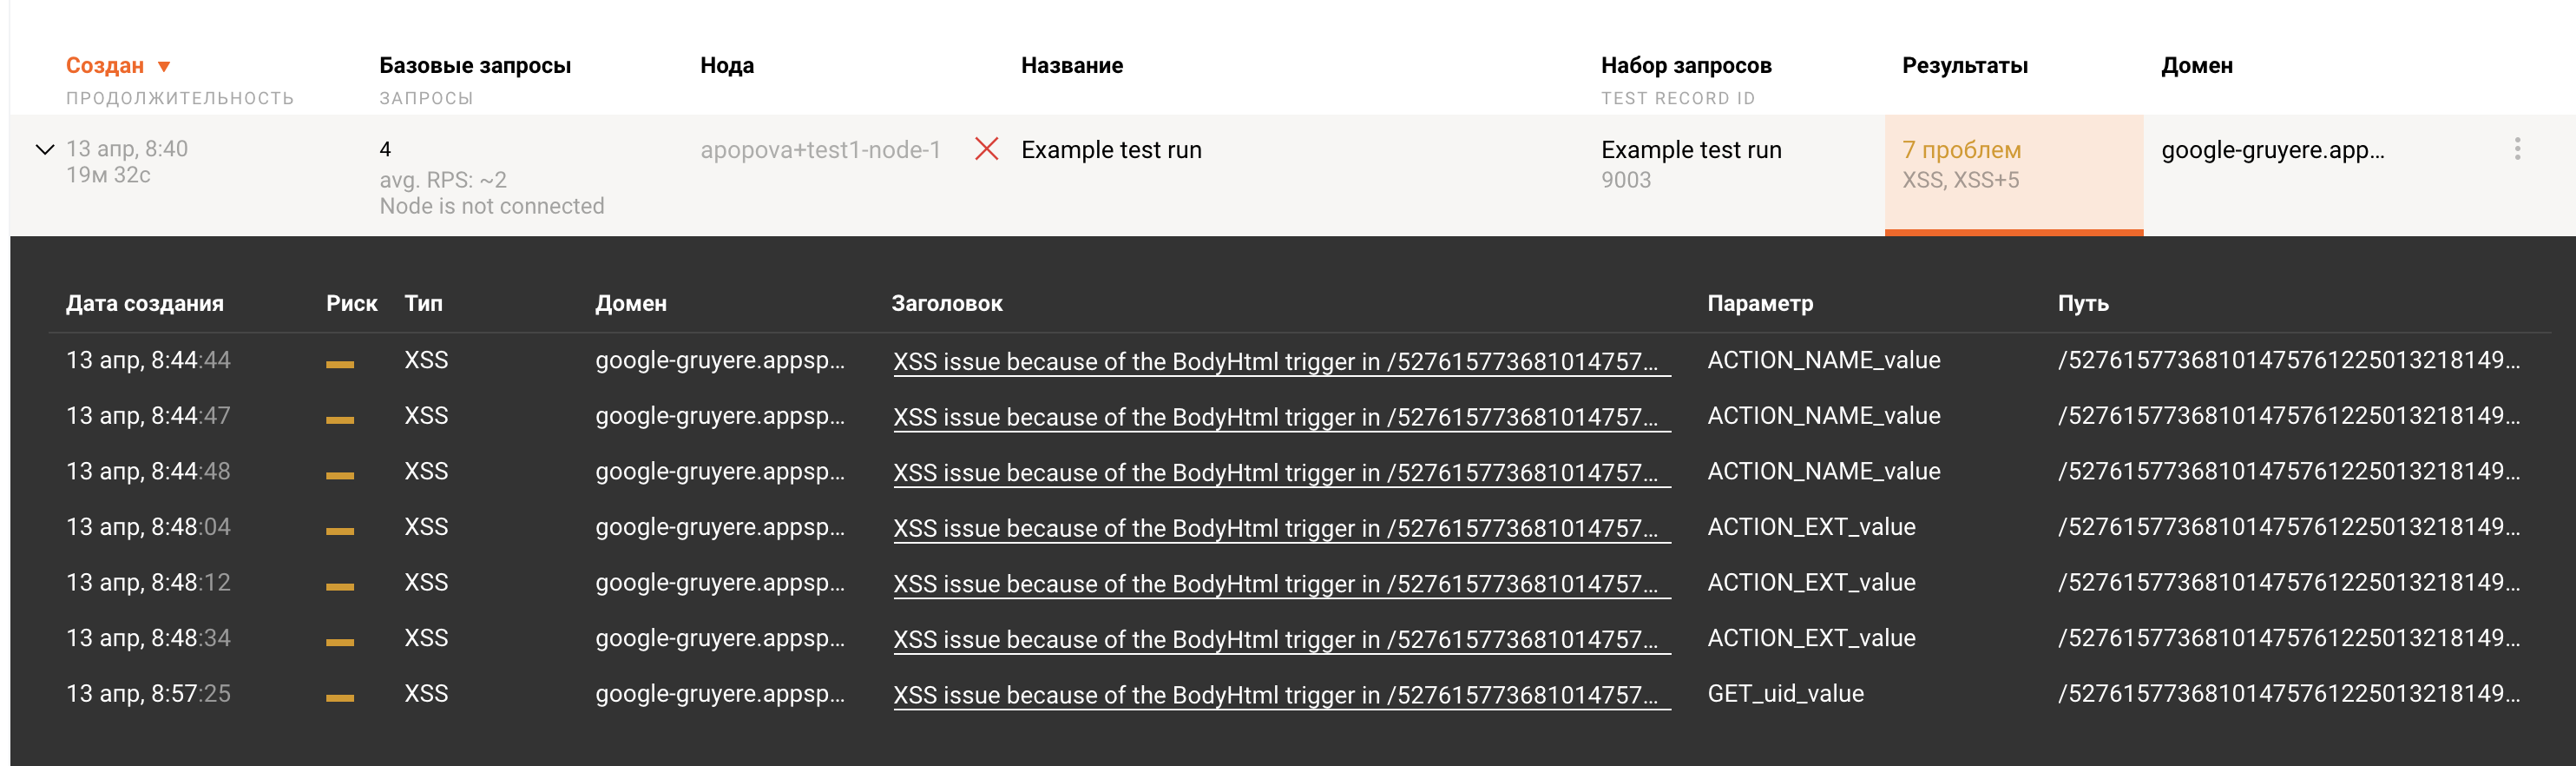 Создан ▼ Базовые запросы Нода Название Набор запросов Результаты Домен
ПРОДОЛЖИТЕЛЬНОСТЬ ЗАПРОСЫ TEST RECORD ID
13 апр, 8:40 4 apopova+test1-node-1 Example test run Example test run 7 проблем google-gruyere.app...
19м 32с avg. RPS: ~2 9003 XSS, XSS+5
Node is not connected
Дата создания Риск Тип Домен Заголовок Параметр Путь
13 апр, 8:44:44 XSS google-gruyere.appsp... XSS issue because of the BodyHtml trigger in /527615773681014757... ACTION_NAME_value /52761577368101475761225013218149...
13 апр, 8:44:47 XSS google-gruyere.appsp... XSS issue because of the BodyHtml trigger in /527615773681014757... ACTION_NAME_value /52761577368101475761225013218149...
13 апр, 8:44:48 XSS google-gruyere.appsp... XSS issue because of the BodyHtml trigger in /527615773681014757... ACTION_NAME_value /52761577368101475761225013218149...
13 апр, 8:48:04 XSS google-gruyere.appsp... XSS issue because of the BodyHtml trigger in /527615773681014757... ACTION_EXT_value /52761577368101475761225013218149...
13 апр, 8:48:12 XSS google-gruyere.appsp... XSS issue because of the BodyHtml trigger in /527615773681014757... ACTION_EXT_value /52761577368101475761225013218149...
13 апр, 8:48:34 XSS google-gruyere.appsp... XSS issue because of the BodyHtml trigger in /527615773681014757... ACTION_EXT_value /52761577368101475761225013218149...
13 апр, 8:57:25 XSS google-gruyere.appsp... XSS issue because of the BodyHtml trigger in /527615773681014757... GET_uid_value /52761577368101475761225013218149...